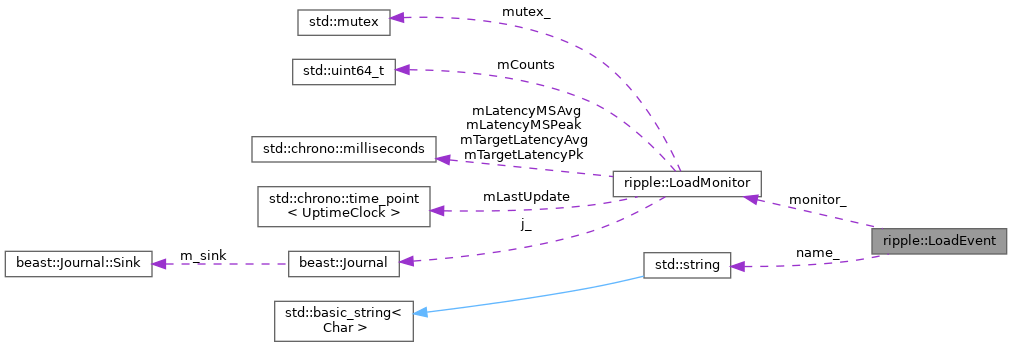 mutex_
std::mutex
mCounts
std::uint64_t
mLatencyMSAvg
mLatencyMSPeak
mTargetLatencyAvg
mTargetLatencyPk
std::chrono::milliseconds
ripple::LoadMonitor
std::chrono::time_point
< UptimeClock >
mLastUpdate
monitor_
j_
ripple::LoadEvent
m_sink
name_
beast::Journal::Sink
beast::Journal
std::string
std::basic_string<
Char >